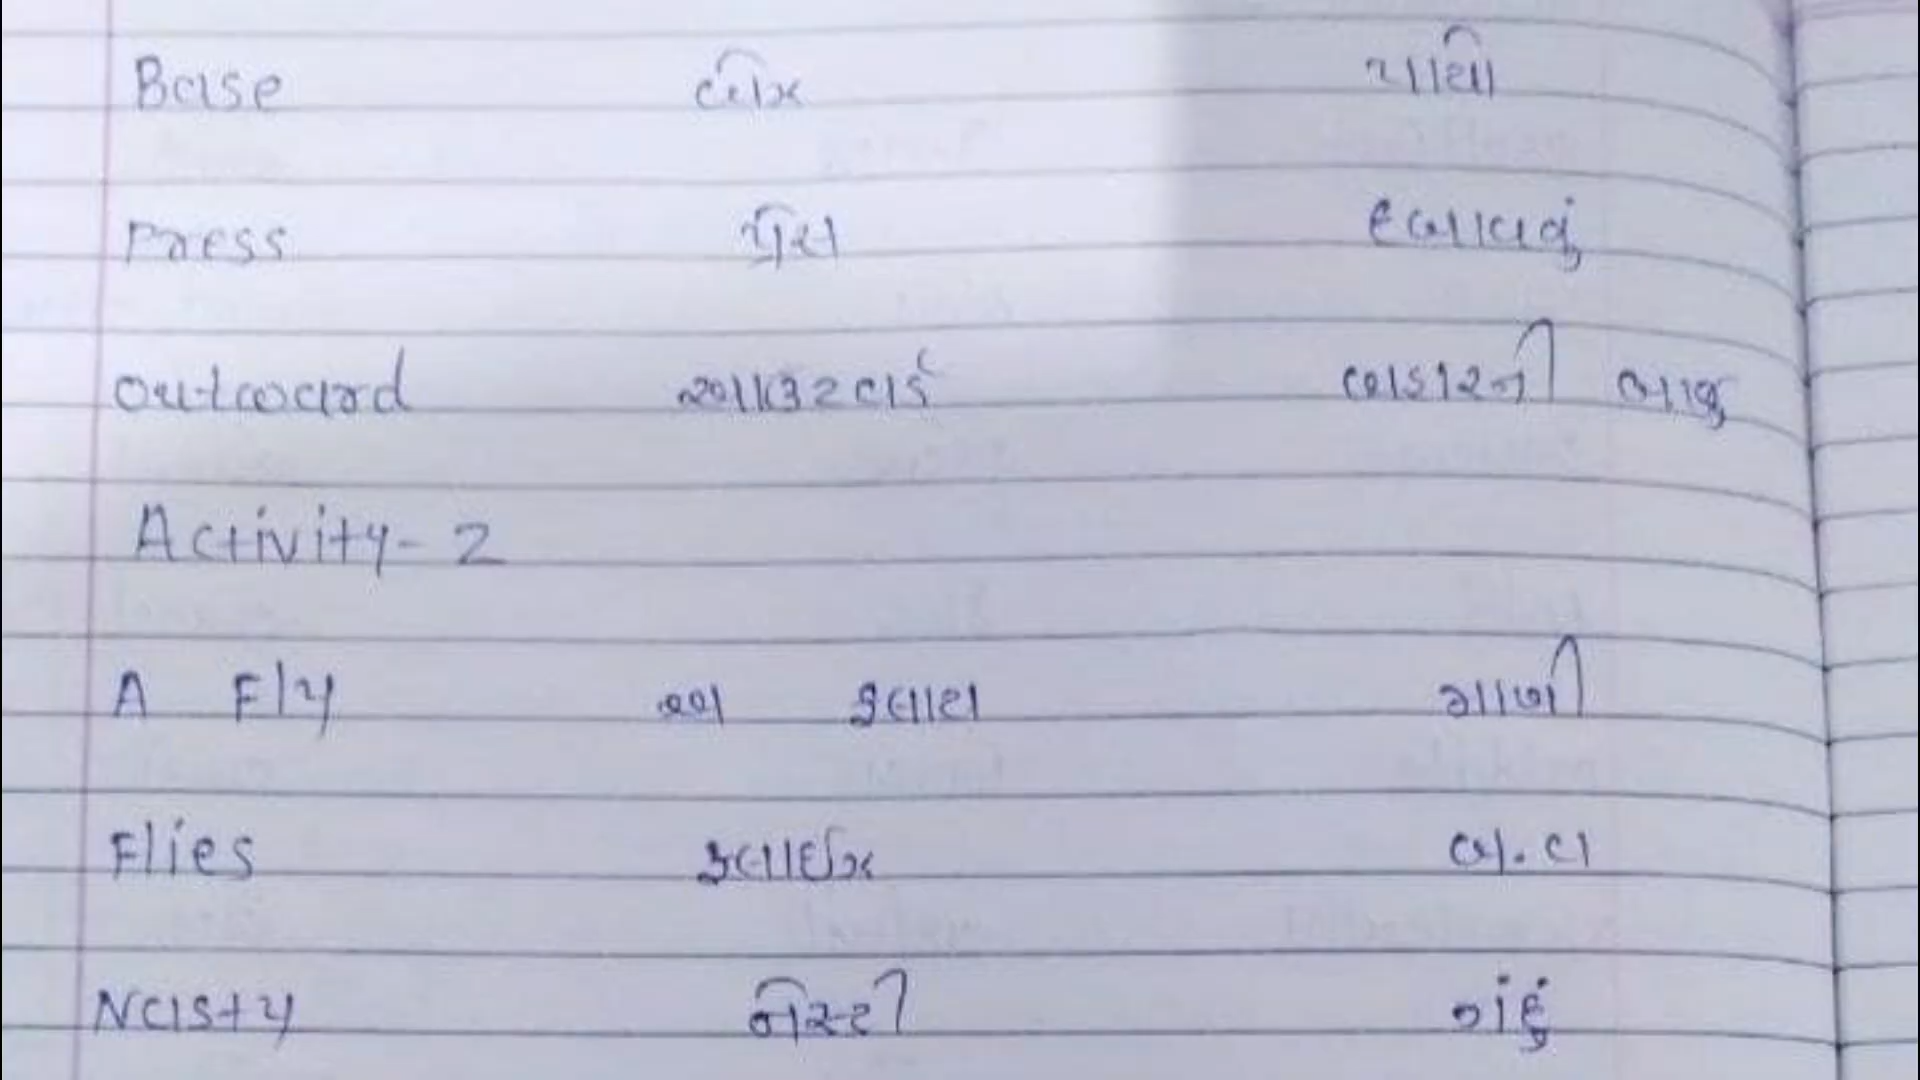 Base બેઝ પાયો
Press પ્રેસ દબાવવું
Outward આઉટવર્ડ બહારની બાજુ
Activity-2
A Fly અ ફ્લાય માખી
Flies ફ્લાઈઝ બ.વ
Nasty નેસ્ટી ગંદું